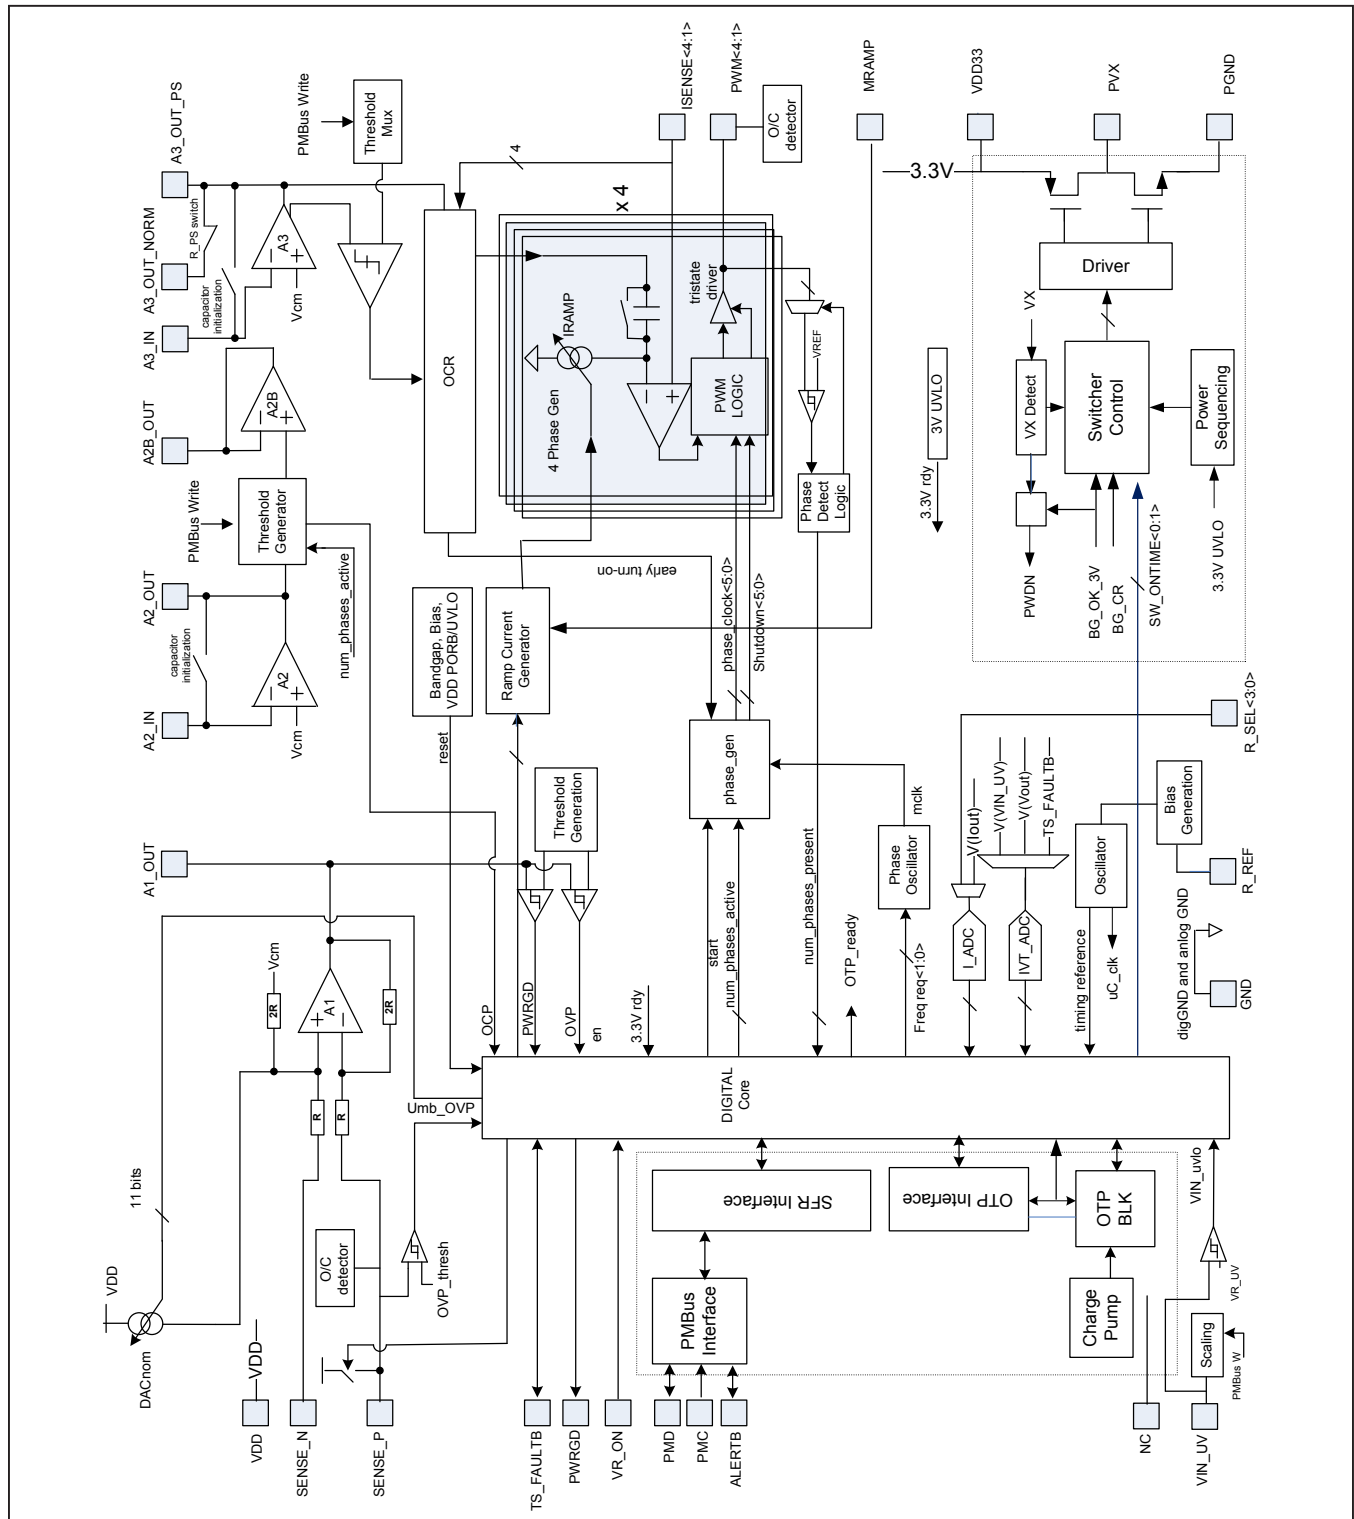 A3_OUT_PS
A3_OUT_NORM
A3_IN
A2B_OUT
A2_OUT
A2_IN
A1_OUT
R_PS switch
capacitor
initialization
A3
Vcm
PMBus Write
Threshold
Mux
A2B
PMBus Write
Threshold
Generator
num_phases_active
capacitor
initialization
A2
Vcm
ISENSE<4:1>
PWM<4:1>
O/C
detector
MRAMP
VDD33
PVX
PGND
4
x 4
OCR
IRAMP
4 Phase Gen
tristate
driver
PWM
LOGIC
VREF
Phase
Detect
Logic
early turn-on
3.3V
Driver
VX
VX Detect
Switcher
Control
Power
Sequencing
3V UVLO
3.3V rdy
PWDN
BG_OK_3V
BG_CR
SW_ONTIME<0:1>
3.3V UVLO
Bandgap, Bias,
VDD PORB/UVLO
reset
Ramp Current
Generator
phase_clock<5:0>
Shutdown<5:0>
phase_gen
mclk
Phase
Oscillator
Threshold
Generation
R_SEL<3:0>
V(Iout)
V(VIN_UV)
V(Vout)
TS_FAULTB
Bias
Generation
Oscillator
R_REF
I_ADC
IVT_ADC
uC_clk
timing reference
digGND and anlog GND
GND
Vcm
2R
A1
2R
R
R
OCP
PWRGD
OVP
en
3.3V rdy
start
num_phases_active
num_phases_present
OTP_ready
Freq req<1:0>
DIGITAL
Core
Umb_OVP
11 bits
VDD
DACnom
VDD
VDD
SENSE_N
SENSE_P
O/C
detector
OVP_thresh
SFR Interface
OTP Interface
OTP
BLK
PMBus
Interface
Charge
Pump
VIN_uvlo
VR_UV
Scaling
PMBus W
TS_FAULTB
PWRGD
VR_ON
PMD
PMC
ALERTB
NC
VIN_UV